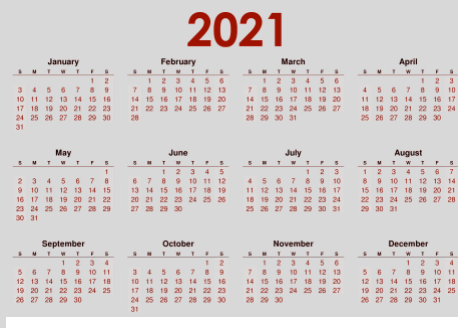 2021
January
S M T W T F S
1 2
3 4 5 6 7 8 9
10 11 12 13 14 15 16
17 18 19 20 21 22 23
24 25 26 27 28 29 30
31
February
S M T W T F S
1 2 3 4 5 6
7 8 9 10 11 12 13
14 15 16 17 18 19 20
21 22 23 24 25 26 27
28
March
S M T W T F S
1 2 3 4 5 6
7 8 9 10 11 12 13
14 15 16 17 18 19 20
21 22 23 24 25 26 27
28 29 30 31
April
S M T W T F S
1 2 3
4 5 6 7 8 9 10
11 12 13 14 15 16 17
18 19 20 21 22 23 24
25 26 27 28 29 30
May
S M T W T F S
1
2 3 4 5 6 7 8
9 10 11 12 13 14 15
16 17 18 19 20 21 22
23 24 25 26 27 28 29
30 31
June
S M T W T F S
1 2 3 4 5
6 7 8 9 10 11 12
13 14 15 16 17 18 19
20 21 22 23 24 25 26
27 28 29 30
July
S M T W T F S
1 2 3
4 5 6 7 8 9 10
11 12 13 14 15 16 17
18 19 20 21 22 23 24
25 26 27 28 29 30 31
August
S M T W T F S
1 2 3 4 5 6 7
8 9 10 11 12 13 14
15 16 17 18 19 20 21
22 23 24 25 26 27 28
29 30 31
September
S M T W T F S
1 2 3 4
5 6 7 8 9 10 11
12 13 14 15 16 17 18
19 20 21 22 23 24 25
26 27 28 29 30
October
S M T W T F S
1 2
3 4 5 6 7 8 9
10 11 12 13 14 15 16
17 18 19 20 21 22 23
24 25 26 27 28 29 30
31
November
S M T W T F S
1 2 3 4 5 6
7 8 9 10 11 12 13
14 15 16 17 18 19 20
21 22 23 24 25 26 27
28 29 30
December
S M T W T F S
1 2 3 4
5 6 7 8 9 10 11
12 13 14 15 16 17 18
19 20 21 22 23 24 25
26 27 28 29 30 31